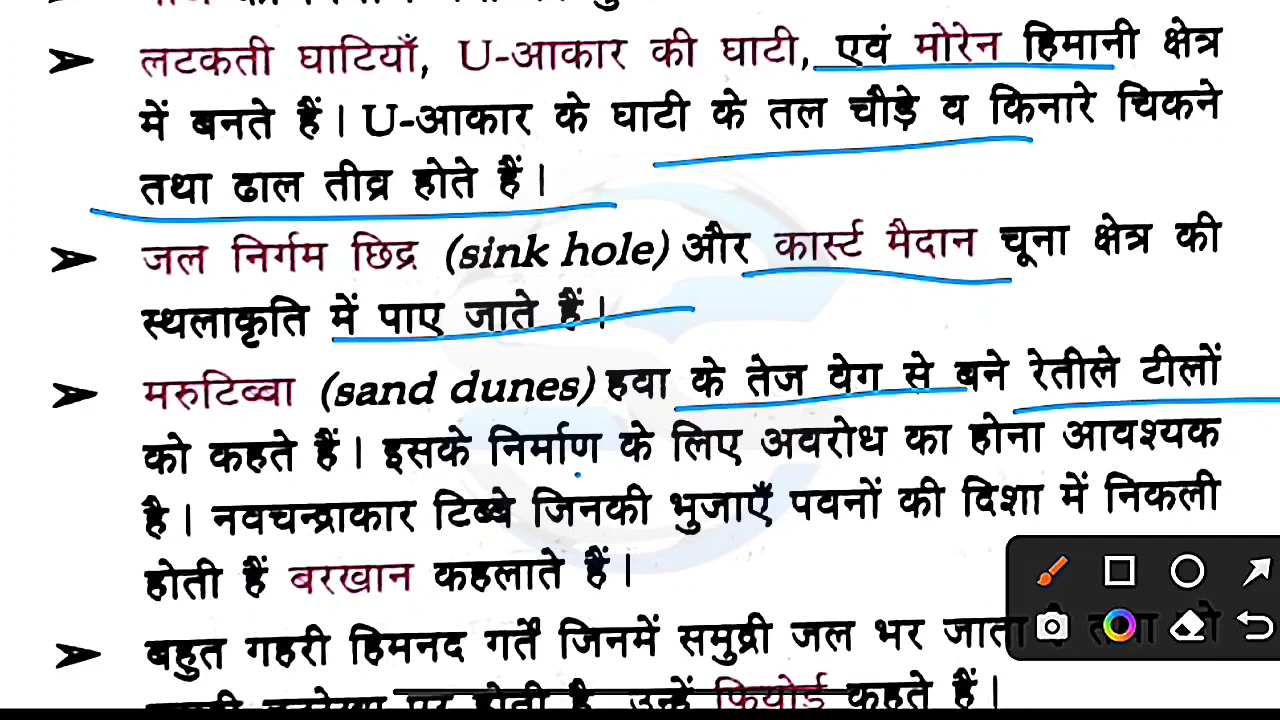 लटकती घाटियाँ, U-आकार की घाटी, एवं मोरेन हिमानी क्षेत्र
में बनते हैं। U-आकार के घाटी के तल चौड़े व किनारे चिकने
तथा ढाल तीव्र होते हैं।
जल निर्गम छिद्र (sink hole) और कार्स्ट मैदान चूना क्षेत्र की
स्थलाकृति में पाए जाते हैं।
मरुटिब्बा (sand dunes) हवा के तेज वेग से बने रेतीले टीलों
को कहते हैं। इसके निर्माण के लिए अवरोध का होना आवश्यक
है। नवचन्द्राकार टिब्बे जिनकी भुजाएँ पवनों की दिशा में निकली
होती हैं बरखान कहलाते हैं।
बहुत गहरी हिमनद गर्तें जिनमें समुद्री जल भर जाता
होती है, उन्हें फियोर्ड कहते हैं।